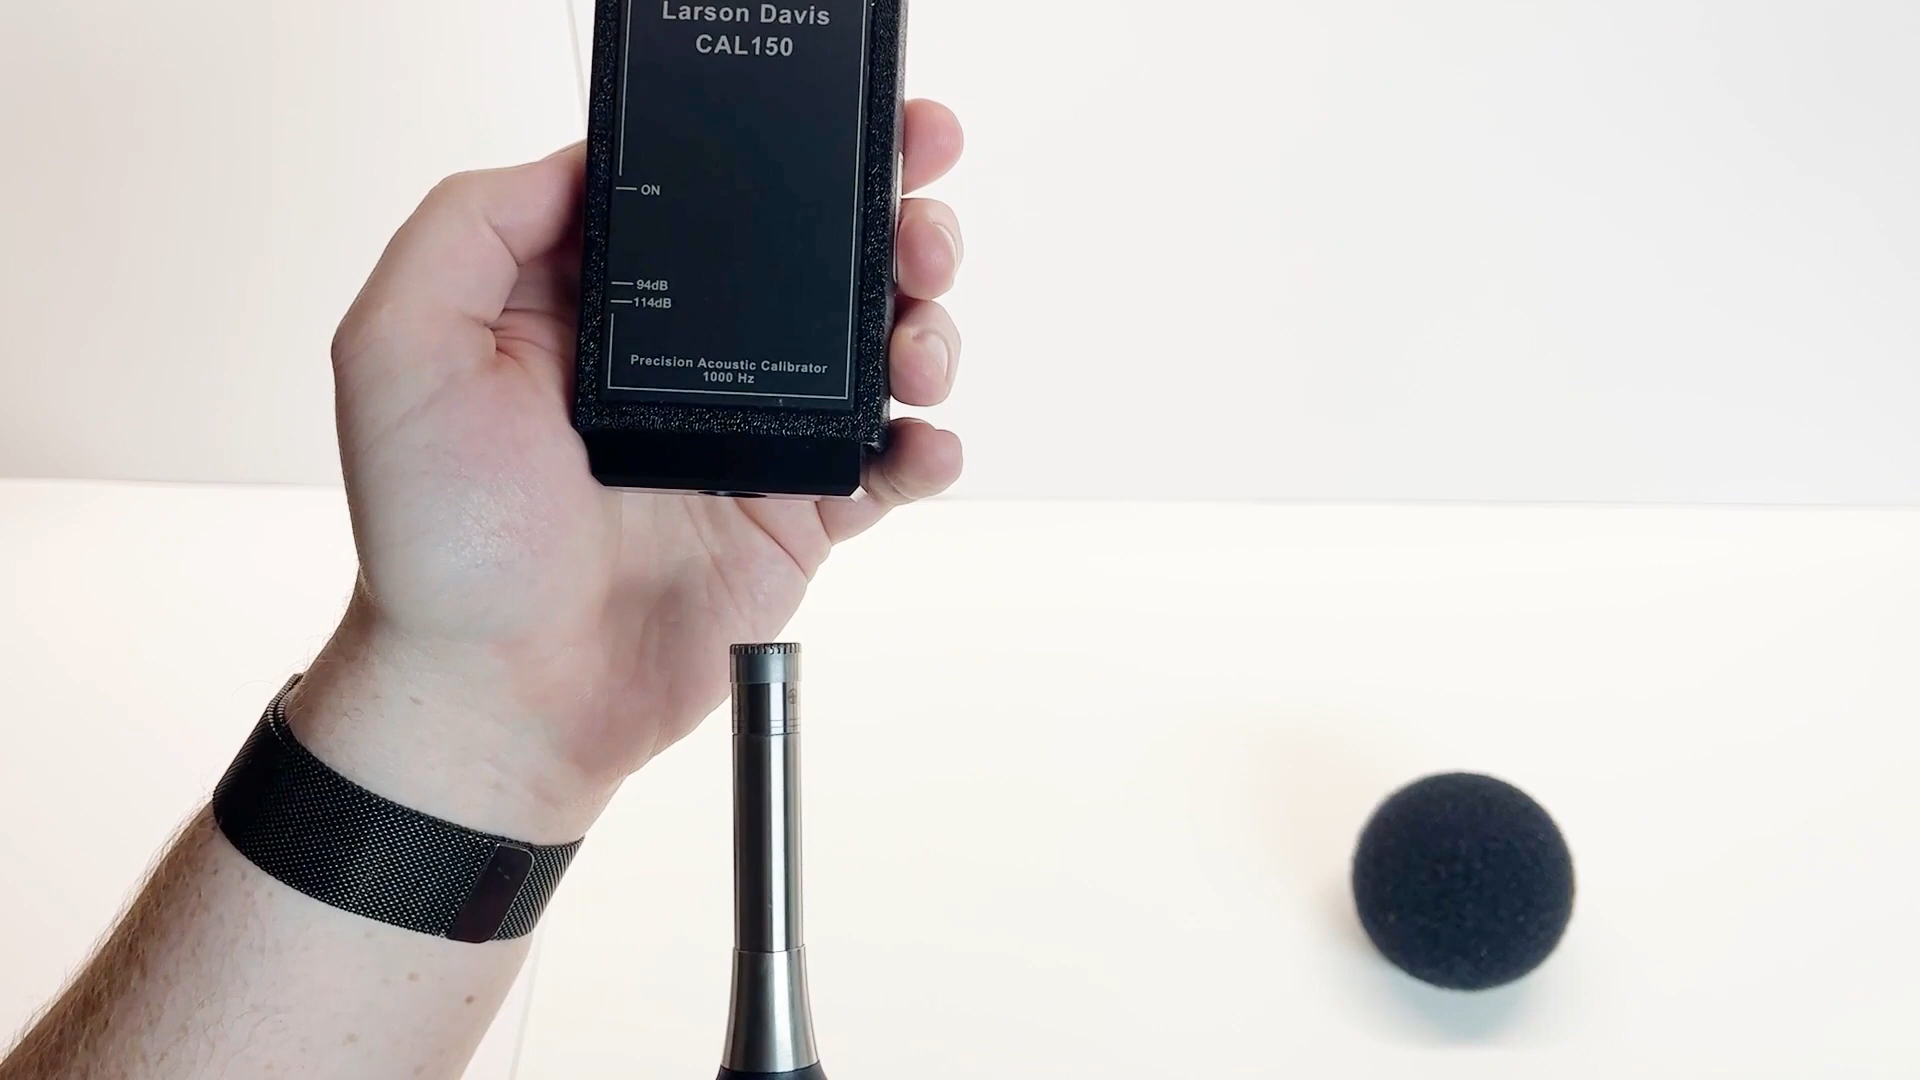 Larson Davis
CAL150
ON
94dB
114dB
Precision Acoustic Calibrator
1000 Hz